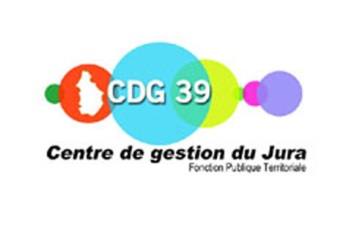 CDG 39
Centre de gestion du Jura
Fonction Publique Territoriale